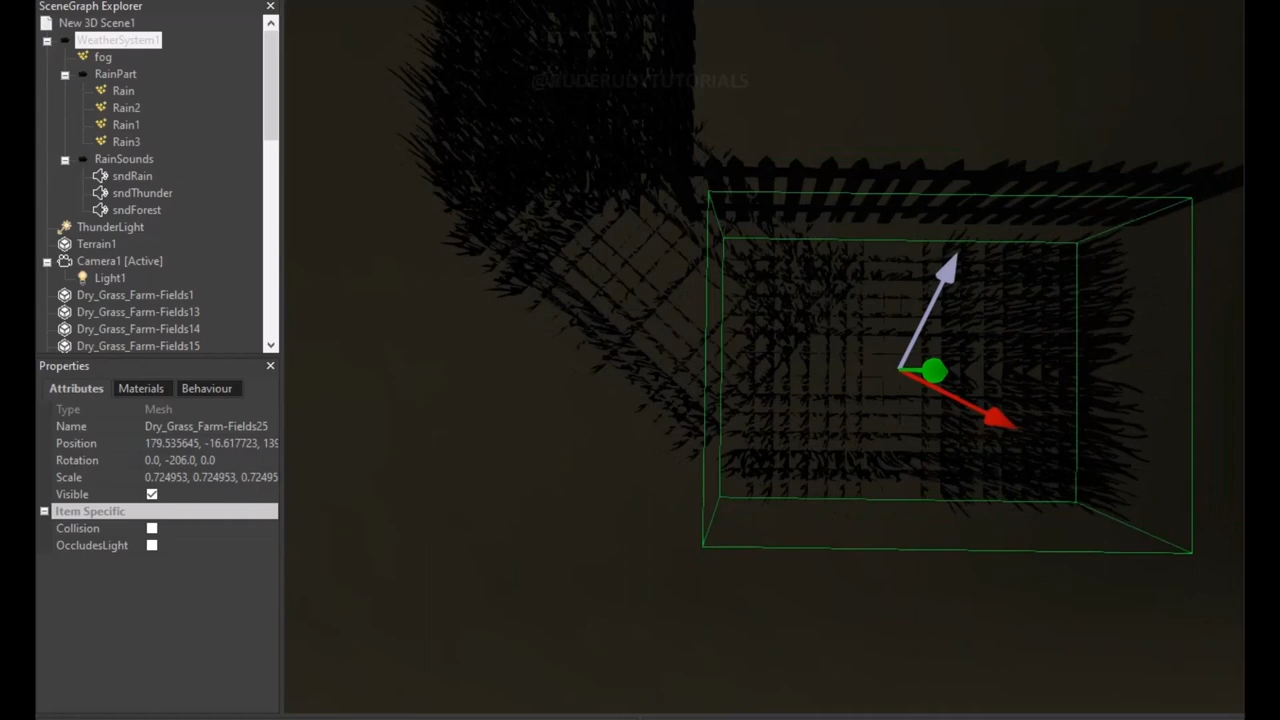 SceneGraph Explorer
New 3D Scene1
WeatherSystem1
fog
RainPart
Rain
Rain2
Rain1
Rain3
RainSounds
sndRain
sndThunder
sndForest
ThunderLight
Terrain1
Camera1 [Active]
Light1
Dry_Grass_Farm-Fields1
Dry_Grass_Farm-Fields13
Dry_Grass_Farm-Fields14
Dry_Grass_Farm-Fields15
Properties
Attributes Materials Behaviour
Type Mesh
Name Dry_Grass_Farm-Fields25
Position 179.535645, -16.617723, 139
Rotation 0.0, -206.0, 0.0
Scale 0.724953, 0.724953, 0.72495
Visible
Item Specific
Collision
OccludesLight
@RUDERUDYTUTORIALS